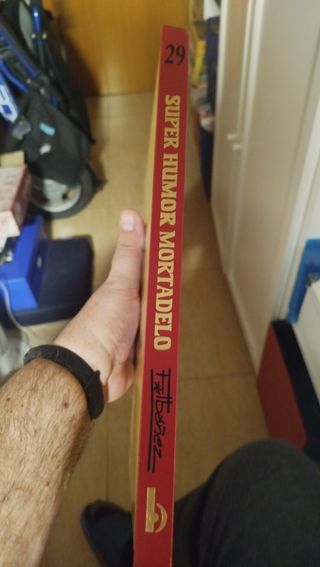 29
SUPER HUMOR MORTADELO
F. Ibáñez